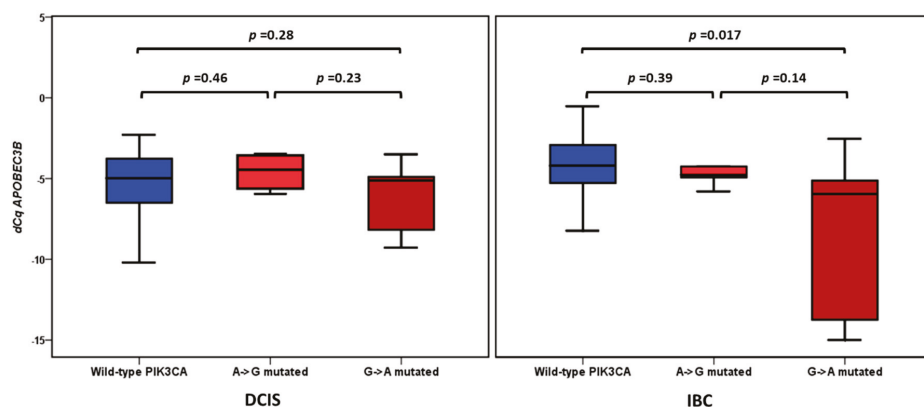 5
0
-5
-10
-15
dCq APOBEC3B
p =0.28
p =0.46
p =0.23
Wild-type PIK3CA
A->G mutated
G->A mutated
DCIS
p =0.017
p =0.39
p =0.14
Wild-type PIK3CA
A->G mutated
G->A mutated
IBC